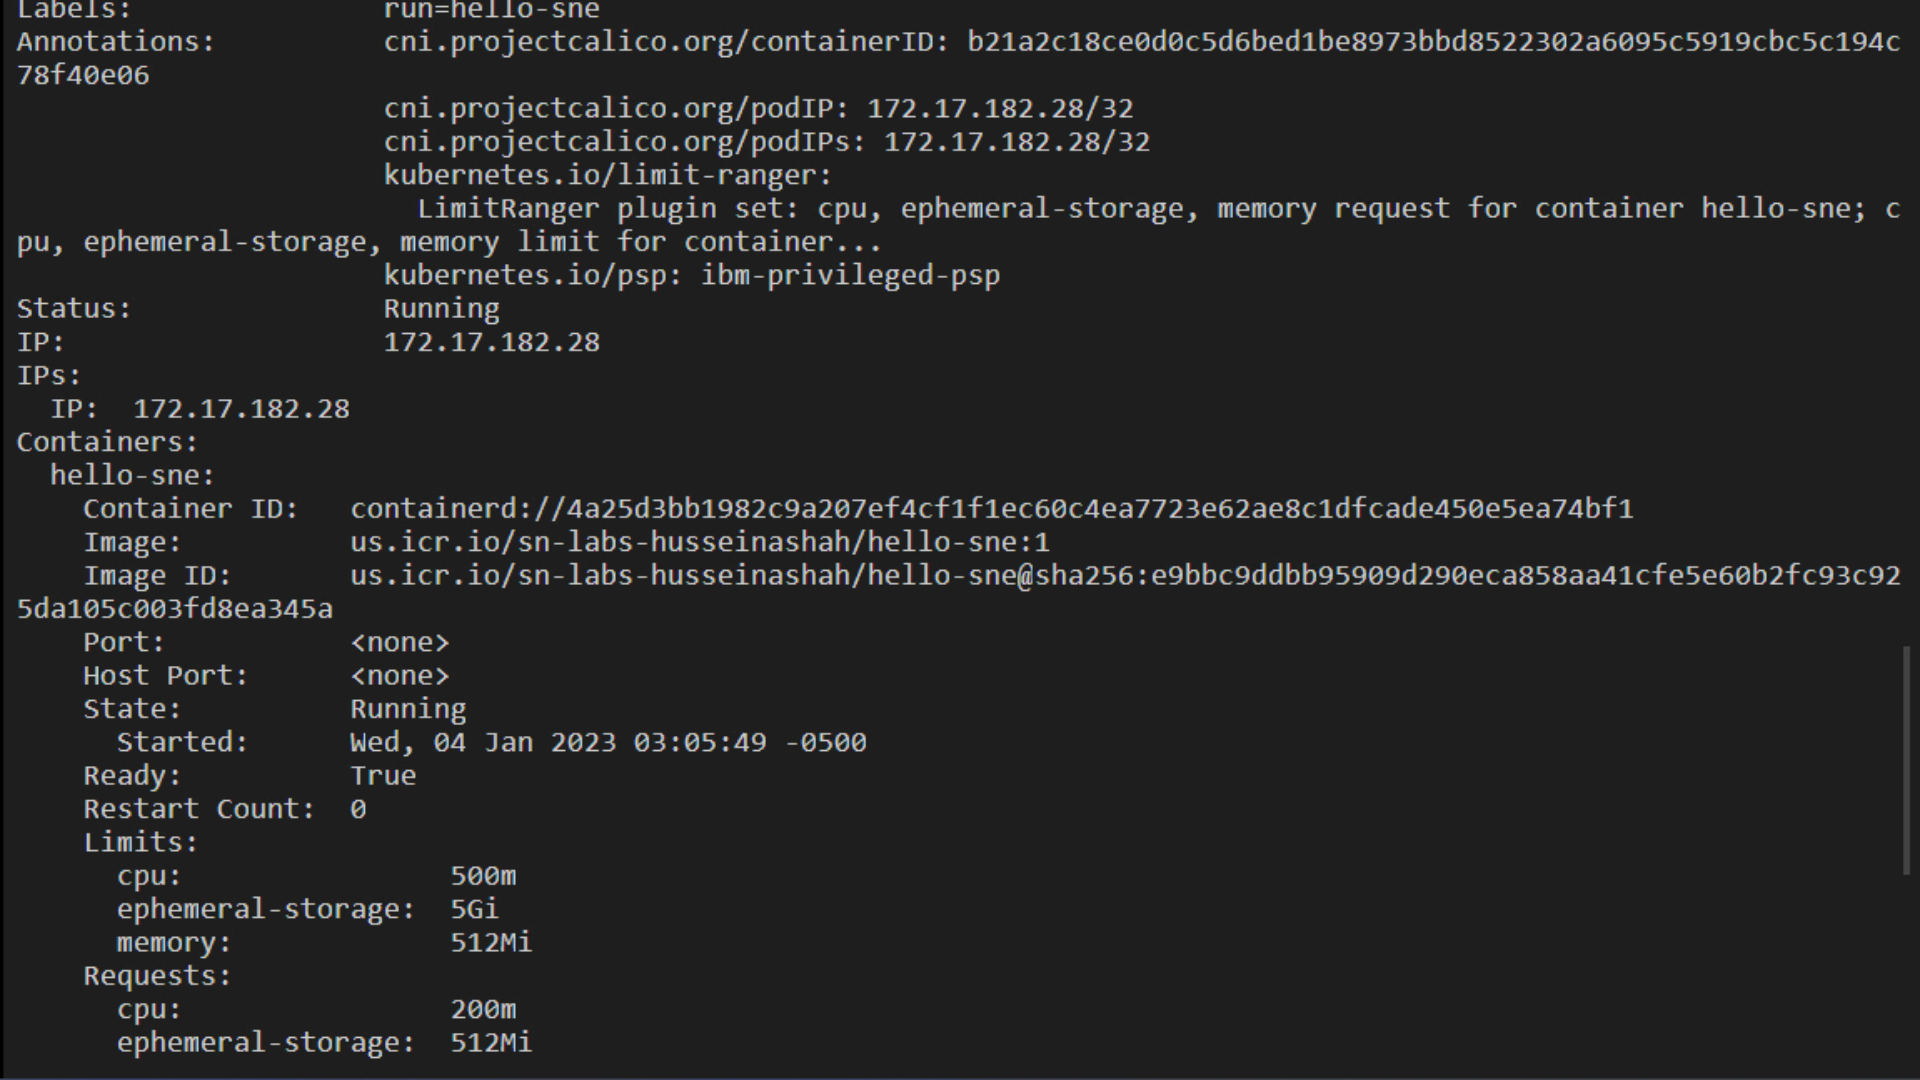 Labels: run=hello-sne
Annotations: cni.projectcalico.org/containerID: b21a2c18ce0d0c5d6bed1be8973bbd8522302a6095c5919cbc5c194c
78f40e06
cni.projectcalico.org/podIP: 172.17.182.28/32
cni.projectcalico.org/podIPs: 172.17.182.28/32
kubernetes.io/limit-ranger:
LimitRanger plugin set: cpu, ephemeral-storage, memory request for container hello-sne; c
pu, ephemeral-storage, memory limit for container...
kubernetes.io/psp: ibm-privileged-psp
Status: Running
IP: 172.17.182.28
IPs:
IP: 172.17.182.28
Containers:
hello-sne:
Container ID: containerd://4a25d3bb1982c9a207ef4cf1f1ec60c4ea7723e62ae8c1dfcade450e5ea74bf1
Image: us.icr.io/sn-labs-husseinashah/hello-sne:1
Image ID: us.icr.io/sn-labs-husseinashah/hello-sne@sha256:e9bbc9ddbb95909d290eca858aa41cfe5e60b2fc93c92
5da105c003fd8ea345a
Port: <none>
Host Port: <none>
State: Running
Started: Wed, 04 Jan 2023 03:05:49 -0500
Ready: True
Restart Count: 0
Limits:
cpu: 500m
ephemeral-storage: 5Gi
memory: 512Mi
Requests:
cpu: 200m
ephemeral-storage: 512Mi